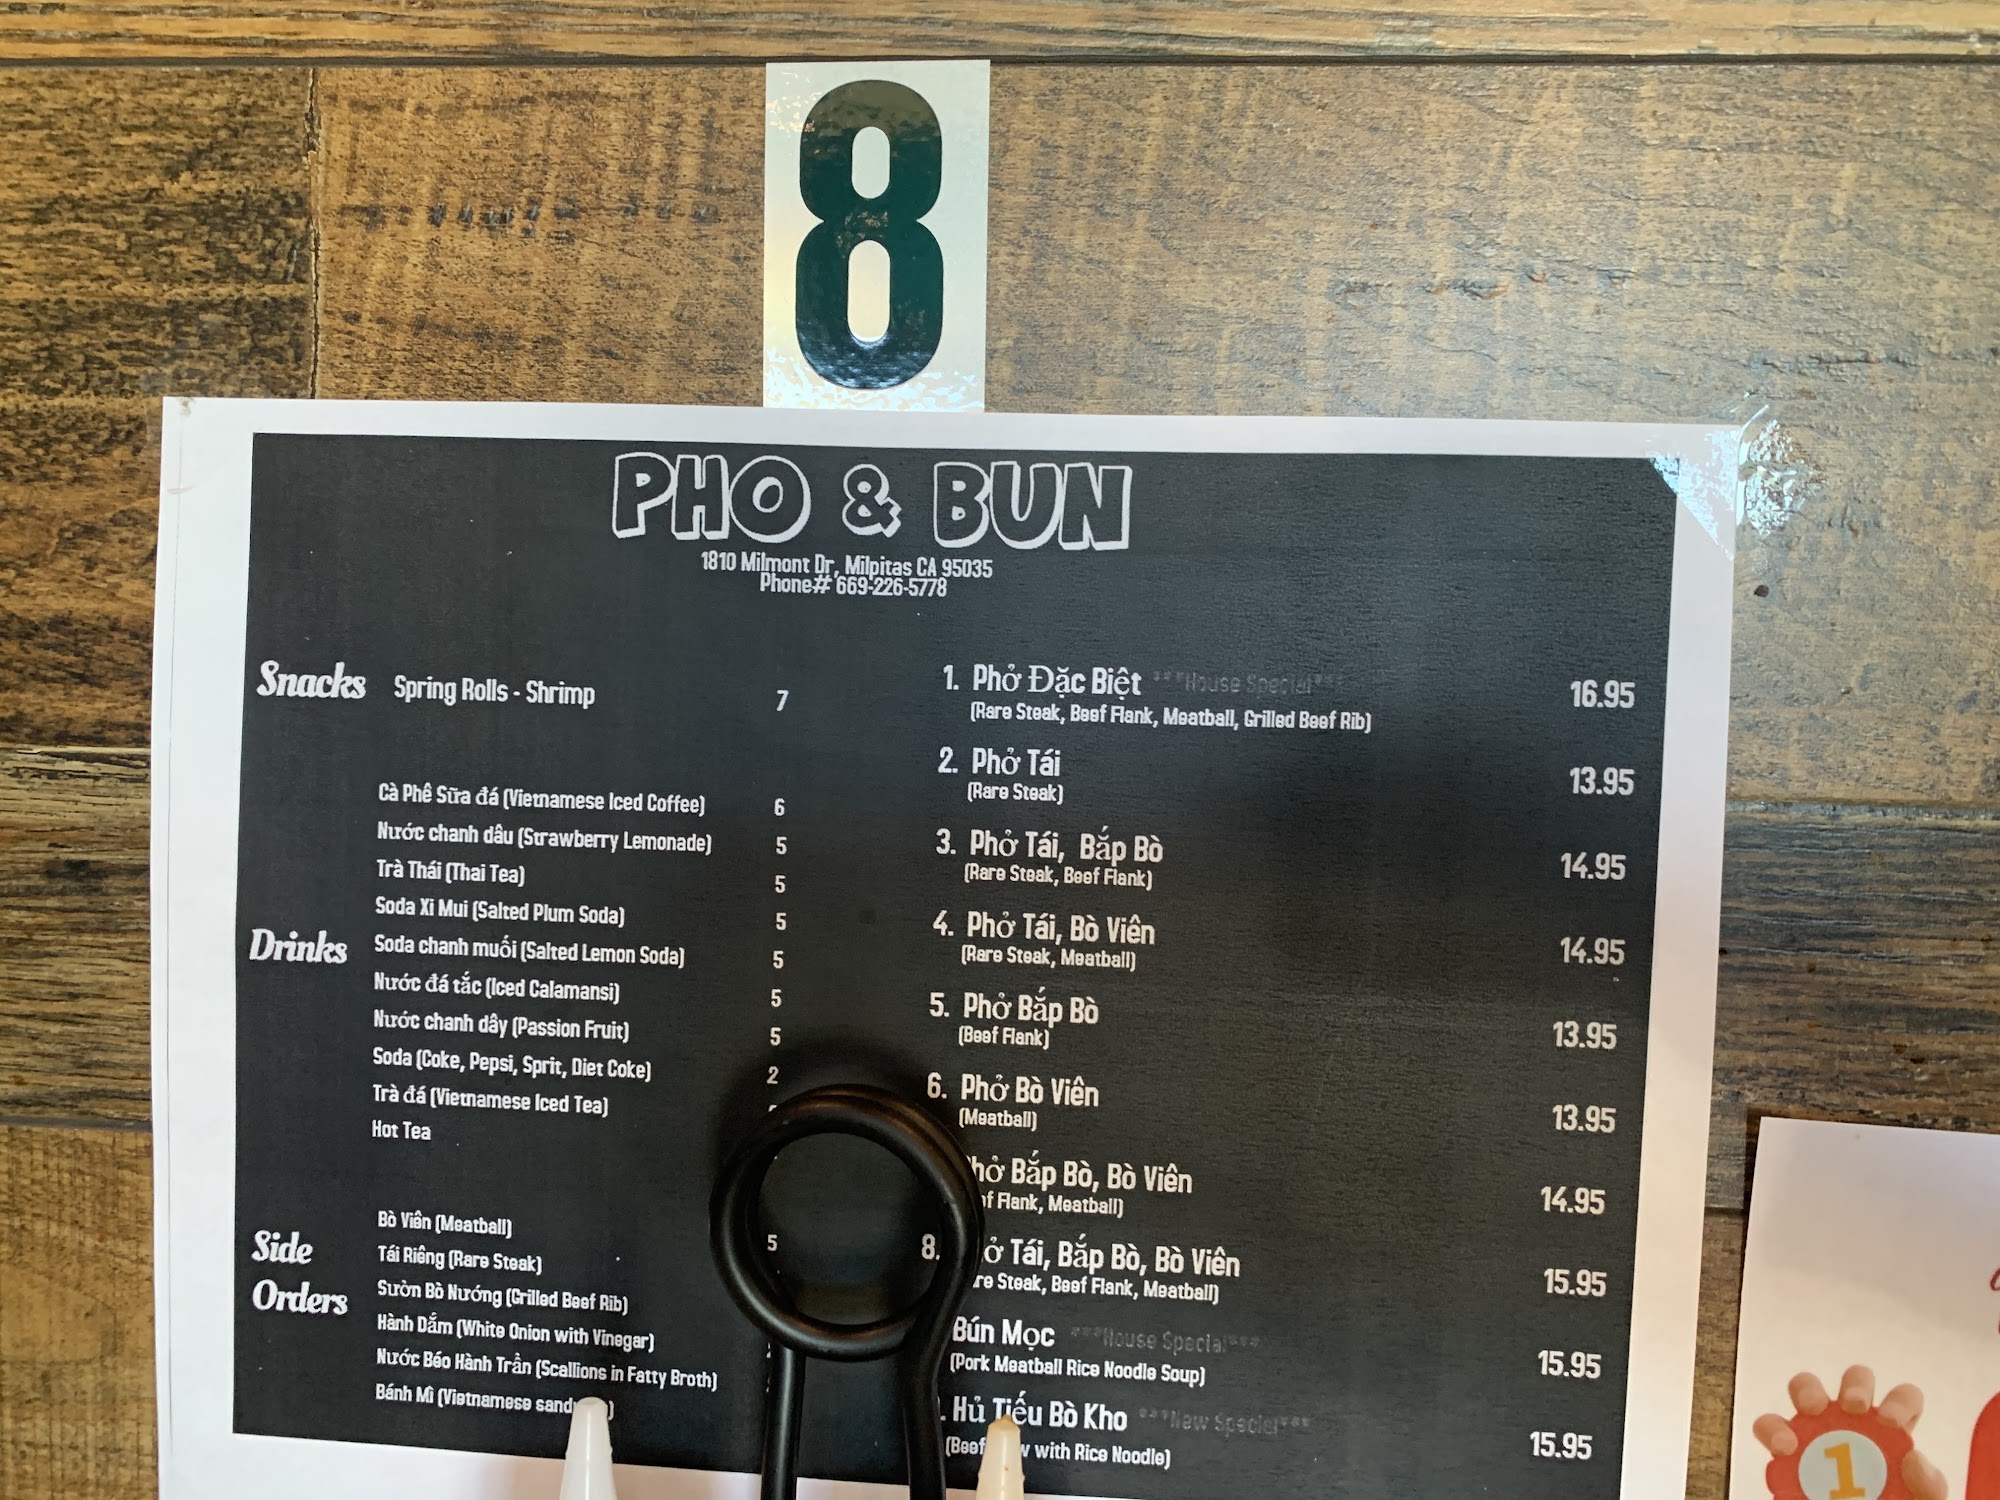 8
PHO & BUN
1810 Milmont Dr, Milpitas CA 95035
Phone# 669-226-5778
Snacks
Spring Rolls - Shrimp 7
Drinks
Cà Phê Sữa đá (Vietnamese Iced Coffee) 6
Nước chanh dâu (Strawberry Lemonade) 5
Trà Thái (Thai Tea) 5
Soda Xi Mui (Salted Plum Soda) 5
Soda chanh muối (Salted Lemon Soda) 5
Nước đá tắc (Iced Calamansi) 5
Nước chanh dây (Passion Fruit) 5
Soda (Coke, Pepsi, Sprit, Diet Coke) 2
Trà đá (Vietnamese Iced Tea)
Hot Tea
Side
Orders
Bò Viên (Meatball) 5
Tái Riêng (Rare Steak)
Sườn Bò Nướng (Grilled Beef Rib)
Hành Dấm (White Onion with Vinegar)
Nước Béo Hành Trần (Scallions in Fatty Broth)
Bánh Mì (Vietnamese
1. Phở Đặc Biệt ***House Special*** 16.95
(Rare Steak, Beef Flank, Meatball, Grilled Beef Rib)
2. Phở Tái 13.95
(Rare Steak)
3. Phở Tái, Bắp Bò 14.95
(Rare Steak, Beef Flank)
4. Phở Tái, Bò Viên 14.95
(Rare Steak, Meatball)
5. Phở Bắp Bò 13.95
(Beef Flank)
6. Phở Bò Viên 13.95
(Meatball)
Bắp Bò, Bò Viên 14.95
Flank, Meatball)
8. Tái, Bắp Bò, Bò Viên 15.95
Steak, Beef Flank, Meatball)
Bún Mọc ***House Special*** 15.95
(Pork Meatball Rice Noodle Soup)
Hủ Tiếu Bò Kho ***New Special*** 15.95
(Beef with Rice Noodle)
1